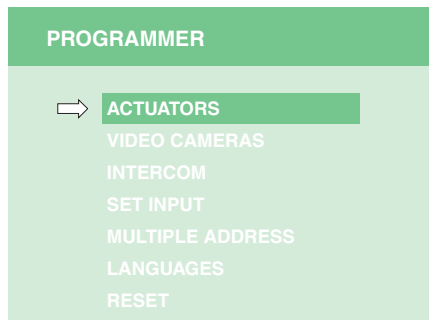 PROGRAMMER
ACTUATORS
VIDEO CAMERAS
INTERCOM
SET INPUT
MULTIPLE ADDRESS
LANGUAGES
RESET